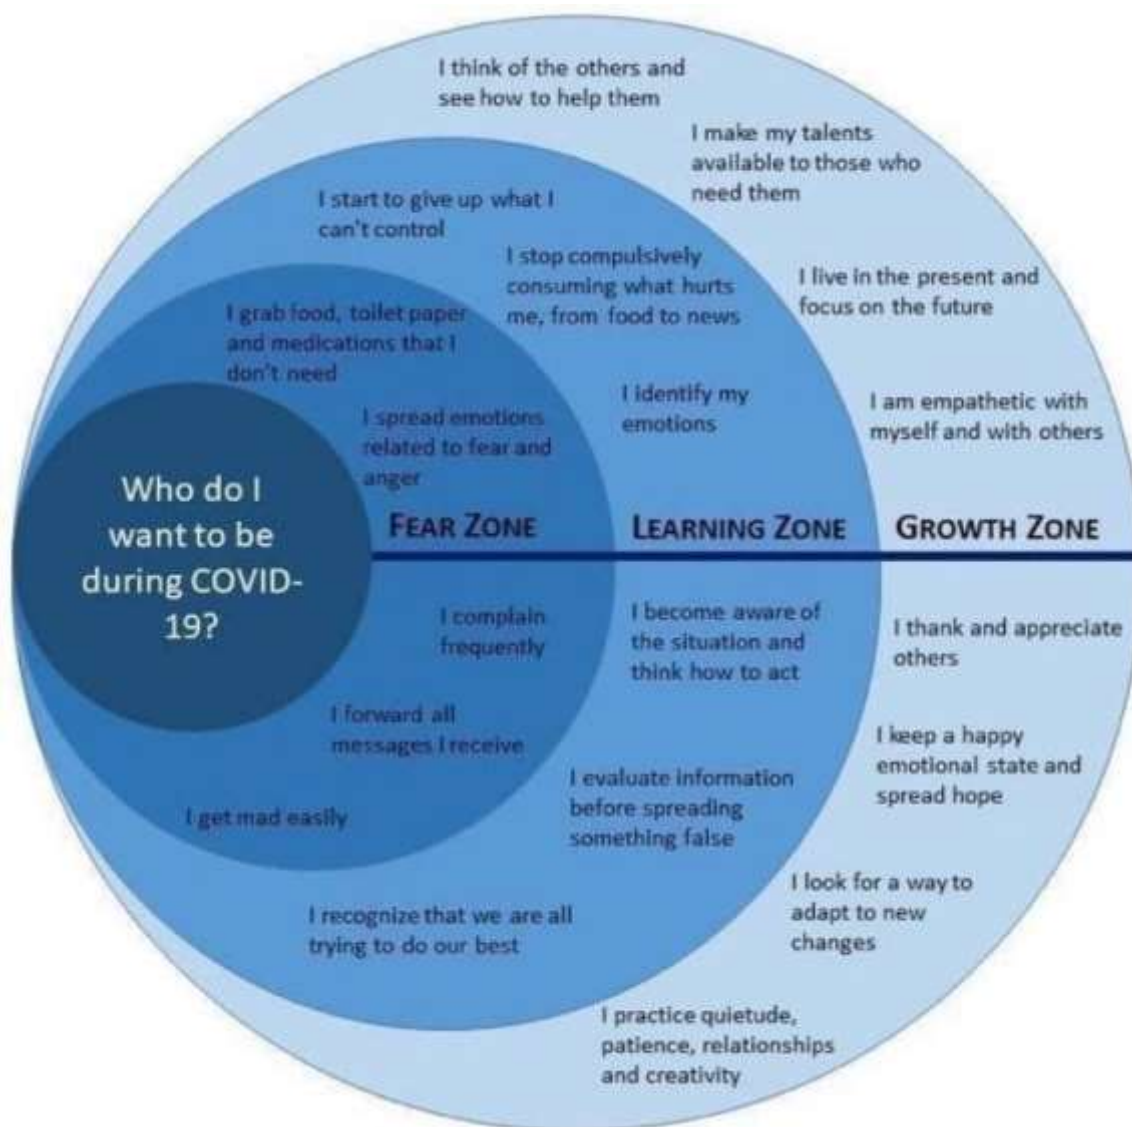 I think of the others and
see how to help them
I make my talents
available to those who
need them
I start to give up what I
can't control
I stop compulsively
consuming what hurts
me, from food to news
I live in the present and
focus on the future
I grab food, toilet paper
and medications that I
don't need
I identify my
emotions
I am empathetic with
myself and with others
I spread emotions
related to fear and
anger
Who do I
want to be
during COVID-
19?
FEAR ZONE
LEARNING ZONE
GROWTH ZONE
I complain
frequently
I become aware of
the situation and
think how to act
I thank and appreciate
others
I forward all
messages I receive
I keep a happy
emotional state and
spread hope
I evaluate information
before spreading
something false
I get mad easily
I look for a way to
adapt to new
changes
I recognize that we are all
trying to do our best
I practice quietude,
patience, relationships
and creativity